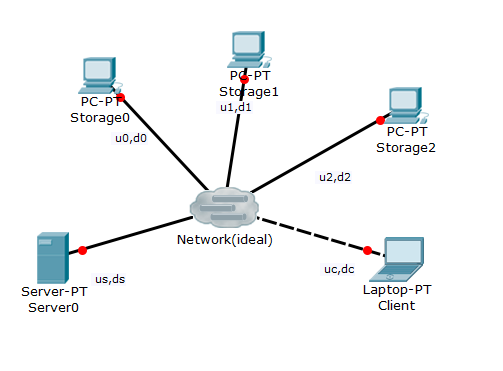 PC-PT
Storage0
PC-PT
Storage1
PC-PT
Storage2
u0,d0
u1,d1
u2,d2
Network(ideal)
Server-PT
Server0
us,ds
uc,dc
Laptop-PT
Client